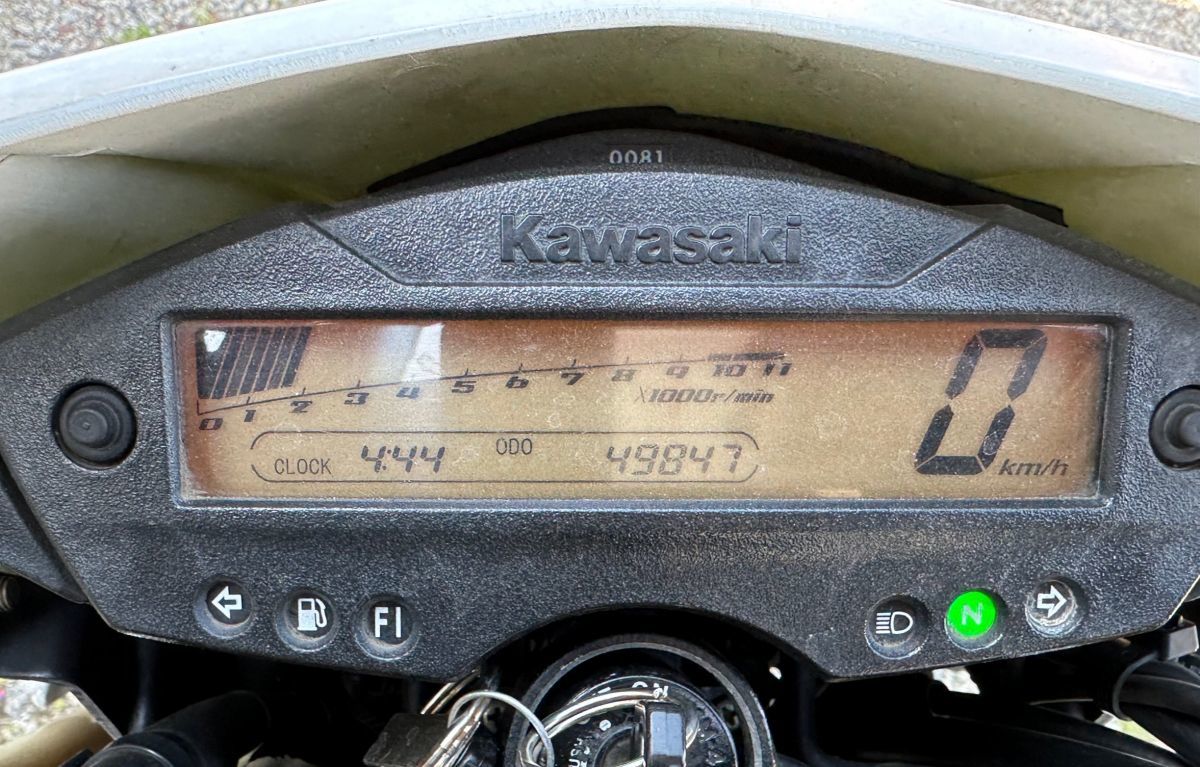 0081
Kawasaki
0 1 2 3 4 5 6 7 8 9 10 11
X1000r/min
0
km/h
CLOCK 4:44 ODO 49847
FI
N
ON